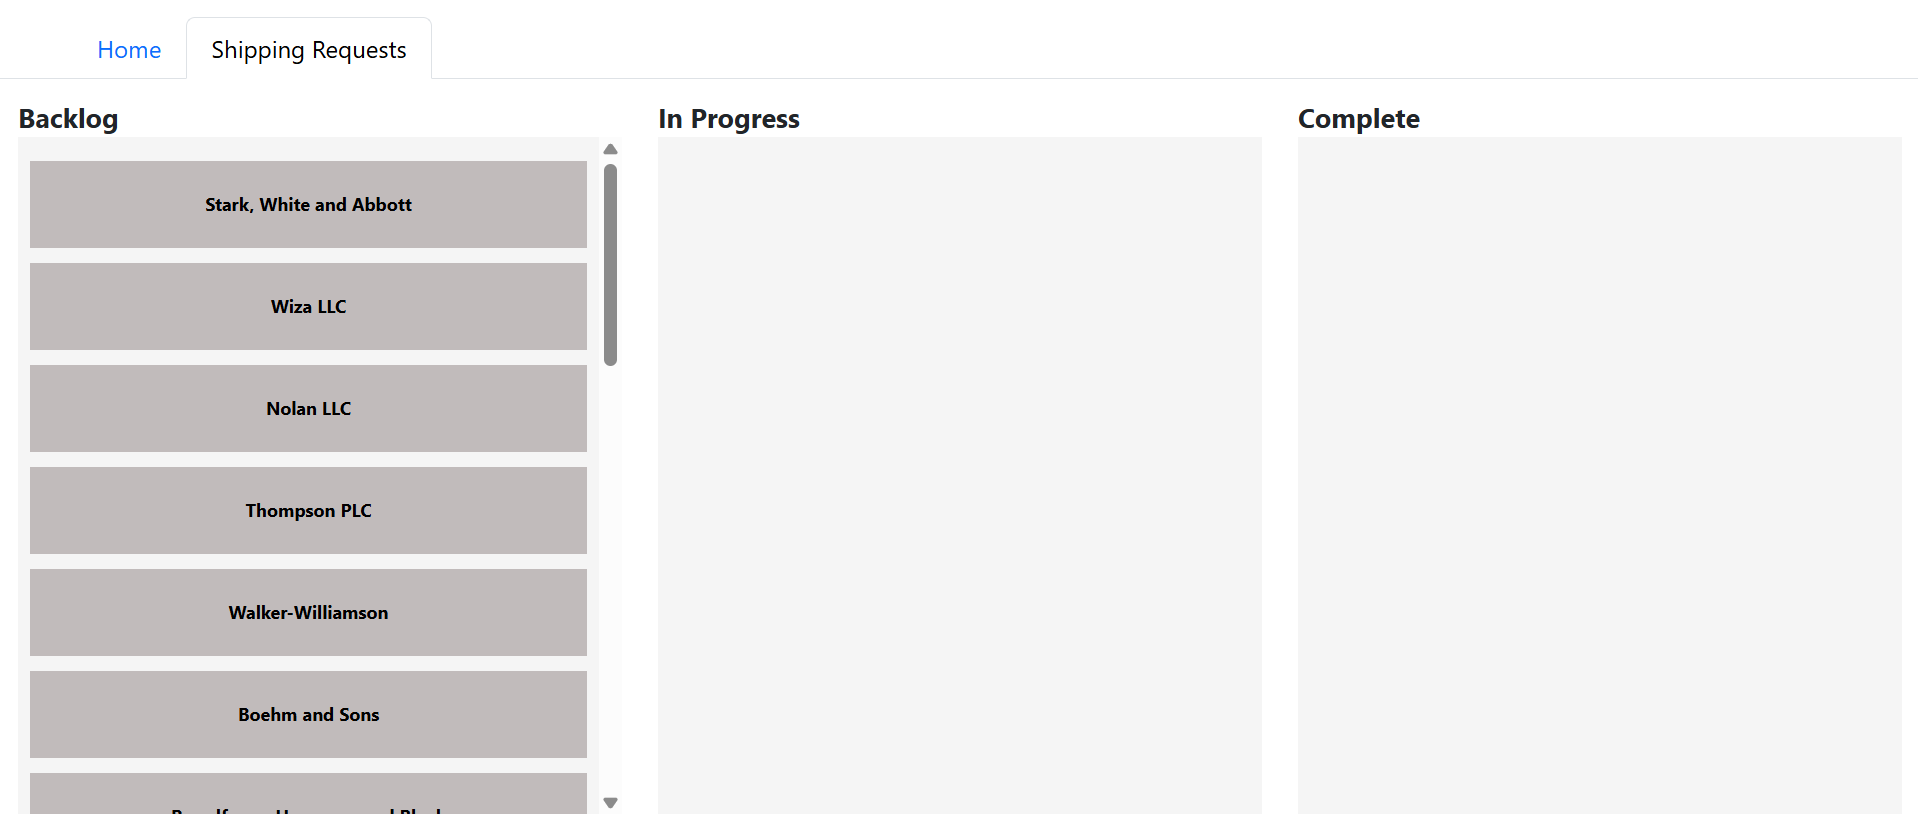 Home
Shipping Requests
Backlog
In Progress
Complete
Stark, White and Abbott
Wiza LLC
Nolan LLC
Thompson PLC
Walker-Williamson
Boehm and Sons